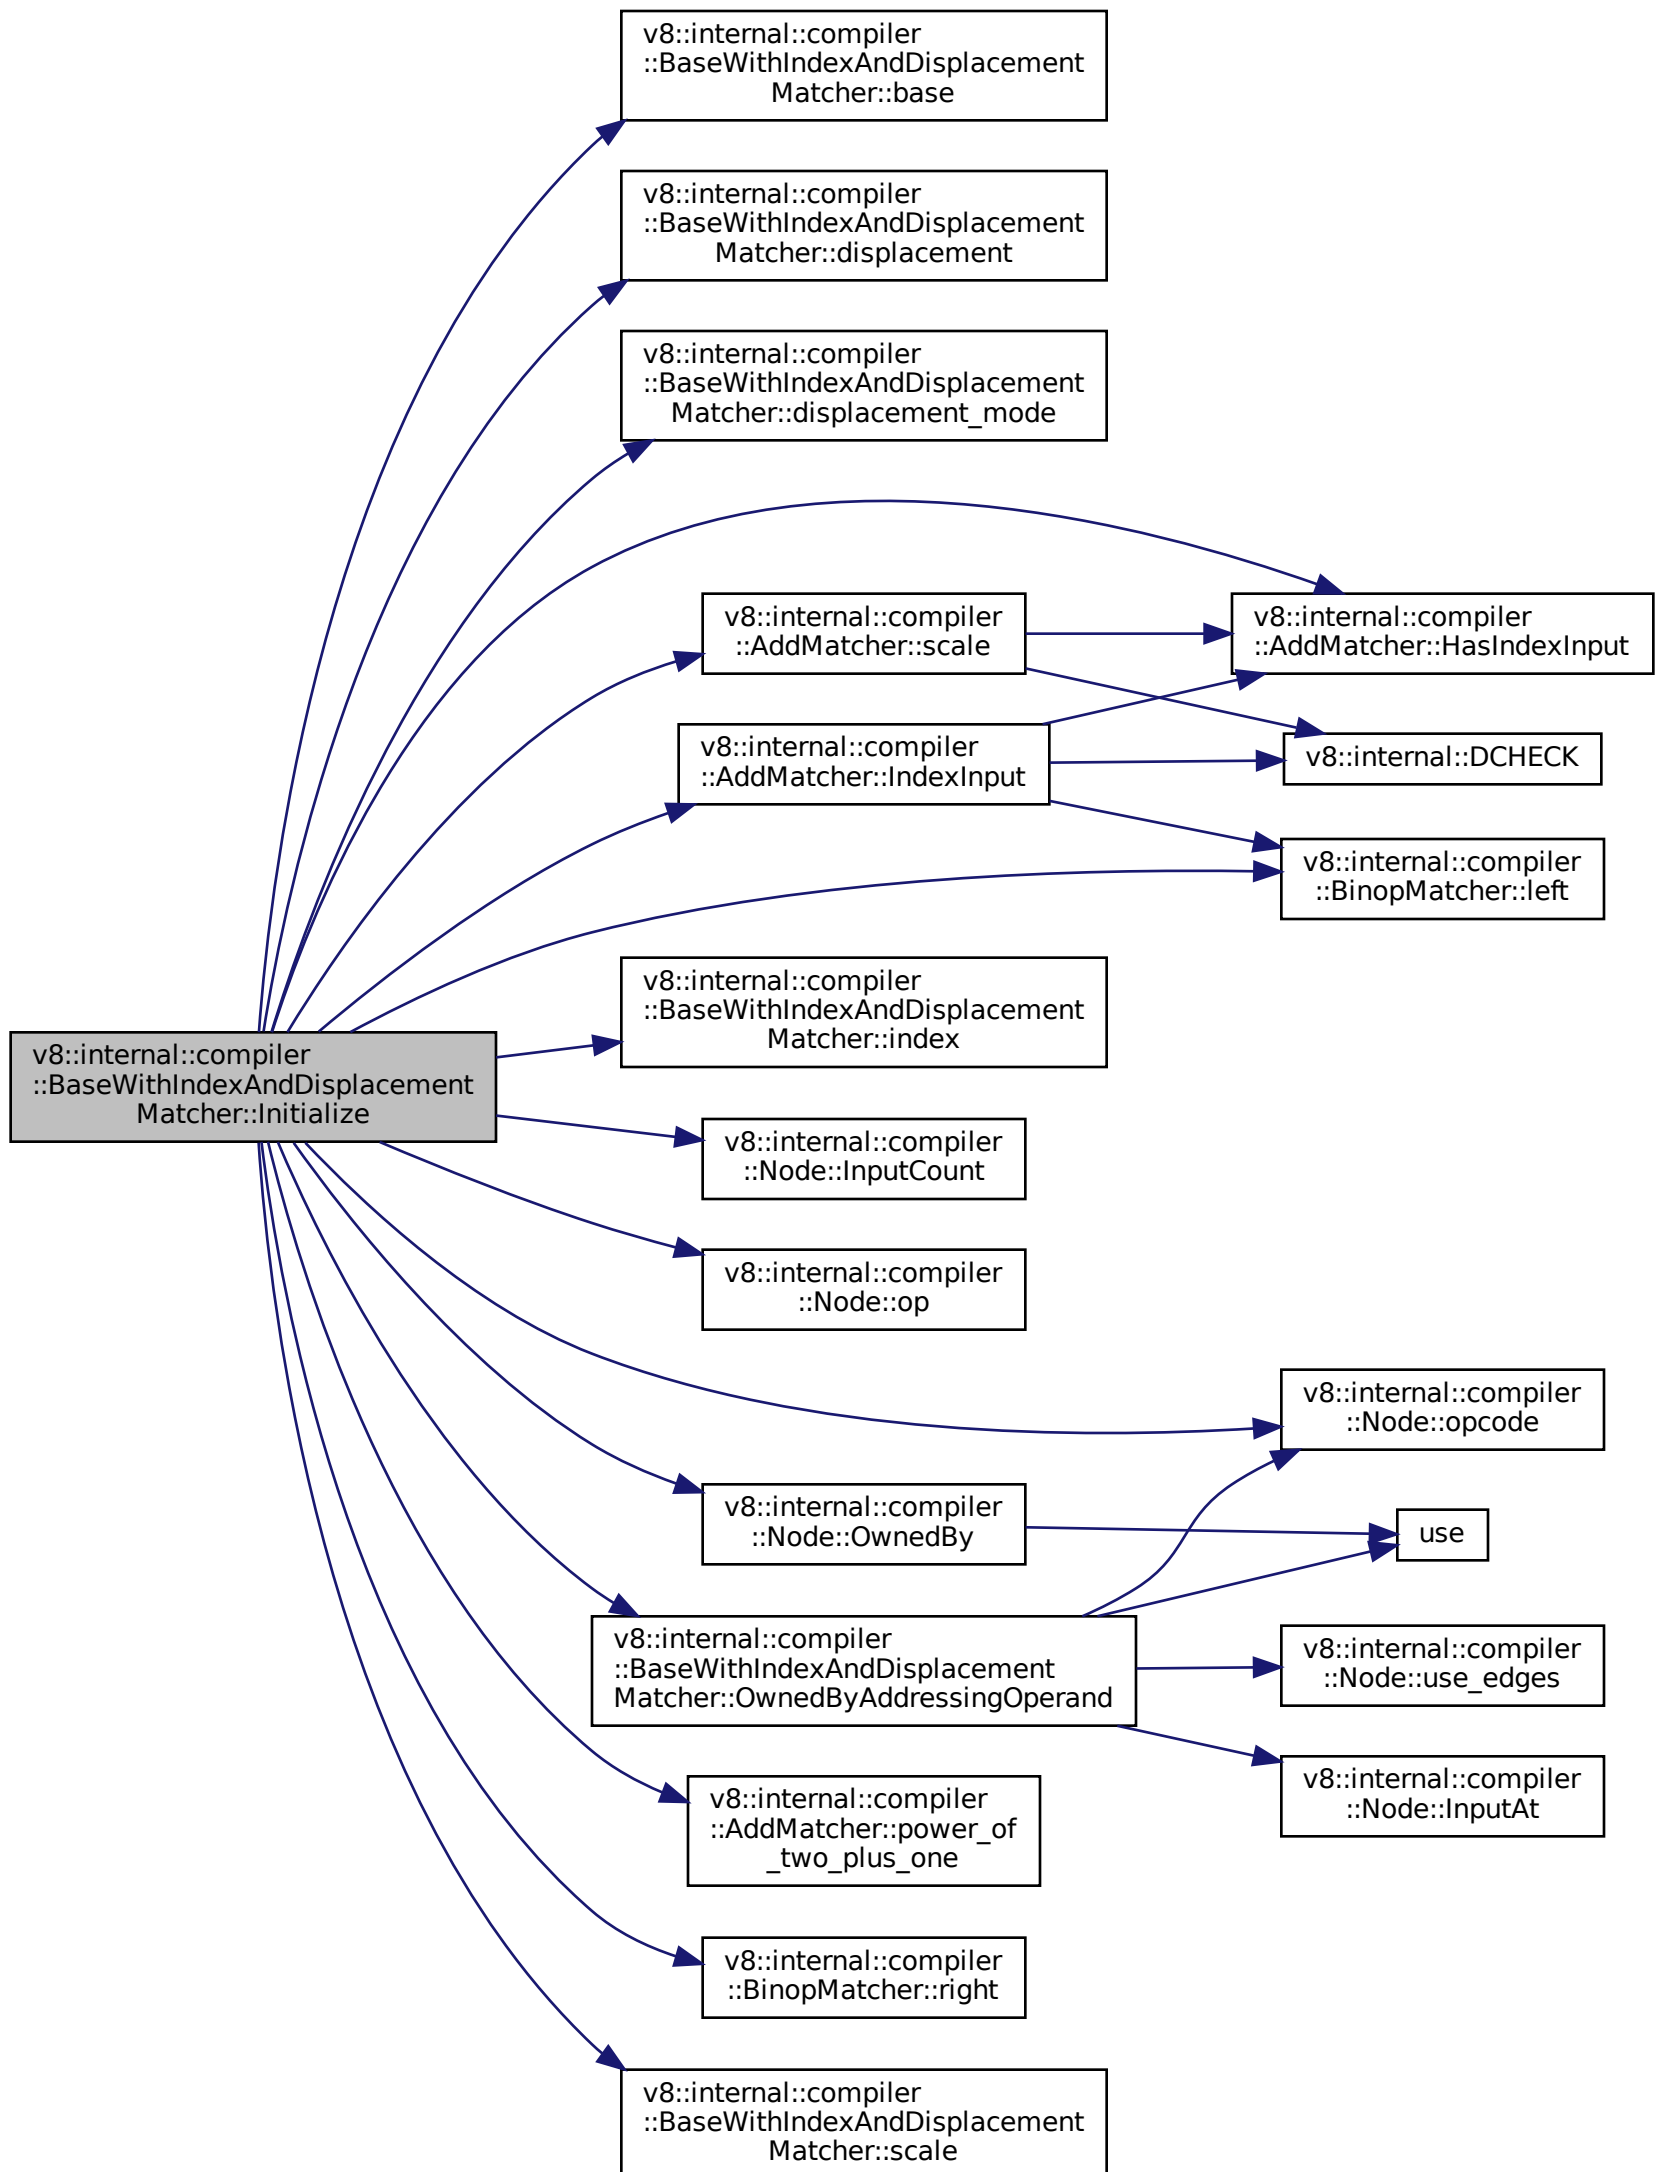 v8::internal::compiler
::BaseWithIndexAndDisplacement
Matcher::base
v8::internal::compiler
::BaseWithIndexAndDisplacement
Matcher::displacement
v8::internal::compiler
::BaseWithIndexAndDisplacement
Matcher::displacement_mode
v8::internal::compiler
::AddMatcher::scale
v8::internal::compiler
::AddMatcher::HasIndexInput
v8::internal::compiler
::AddMatcher::IndexInput
v8::internal::DCHECK
v8::internal::compiler
::BinopMatcher::left
v8::internal::compiler
::BaseWithIndexAndDisplacement
Matcher::index
v8::internal::compiler
::BaseWithIndexAndDisplacement
Matcher::Initialize
v8::internal::compiler
::Node::InputCount
v8::internal::compiler
::Node::op
v8::internal::compiler
::Node::opcode
v8::internal::compiler
::Node::OwnedBy
use
v8::internal::compiler
::BaseWithIndexAndDisplacement
Matcher::OwnedByAddressingOperand
v8::internal::compiler
::Node::use_edges
v8::internal::compiler
::Node::InputAt
v8::internal::compiler
::AddMatcher::power_of
_two_plus_one
v8::internal::compiler
::BinopMatcher::right
v8::internal::compiler
::BaseWithIndexAndDisplacement
Matcher::scale